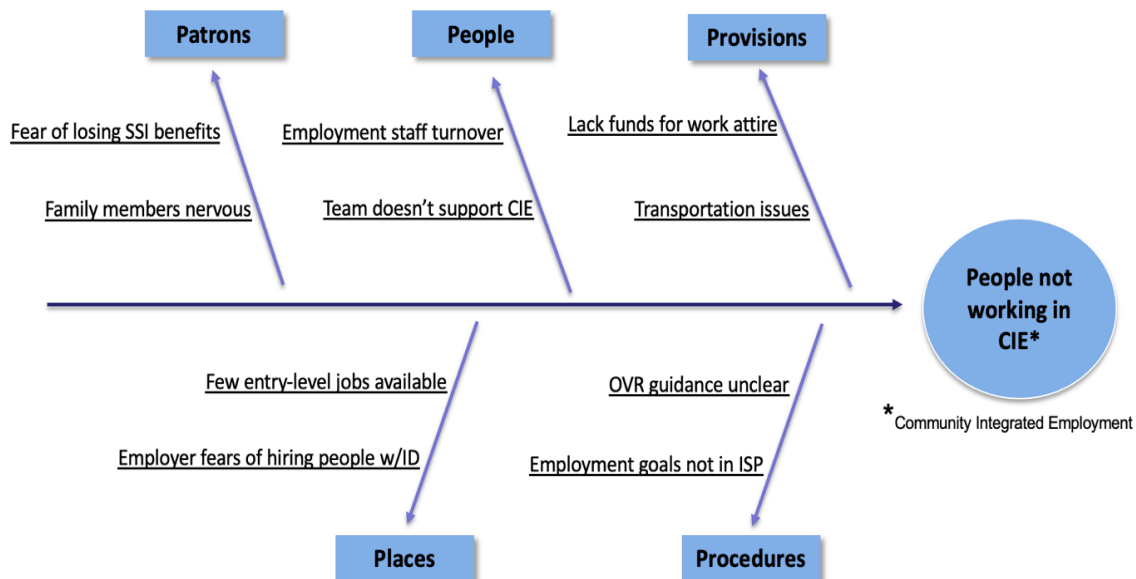 Patrons
People
Provisions
Fear of losing SSI benefits
Employment staff turnover
Lack funds for work attire
Family members nervous
Team doesn’t support CIE
Transportation issues
People not
working in
CIE*
Few entry-level jobs available
OVR guidance unclear
*Community Integrated Employment
Employer fears of hiring people w/ID
Employment goals not in ISP
Places
Procedures